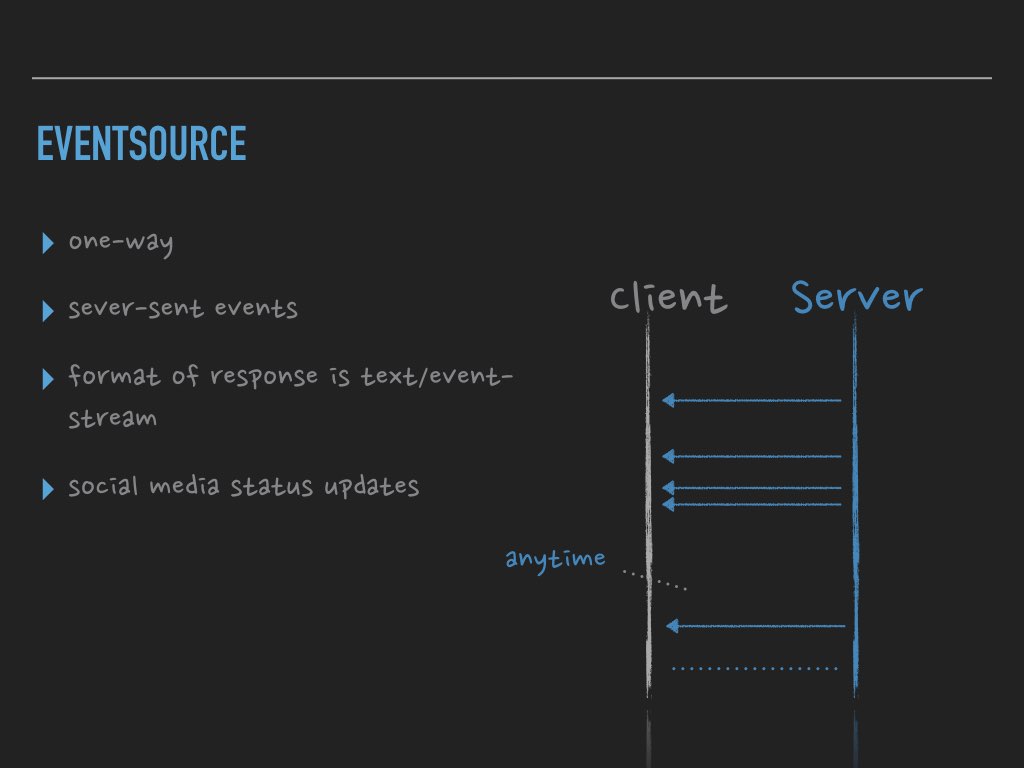 EVENTSOURCE
one-way
sever-sent events
format of response is text/event-
stream
social media status updates
client Server
anytime